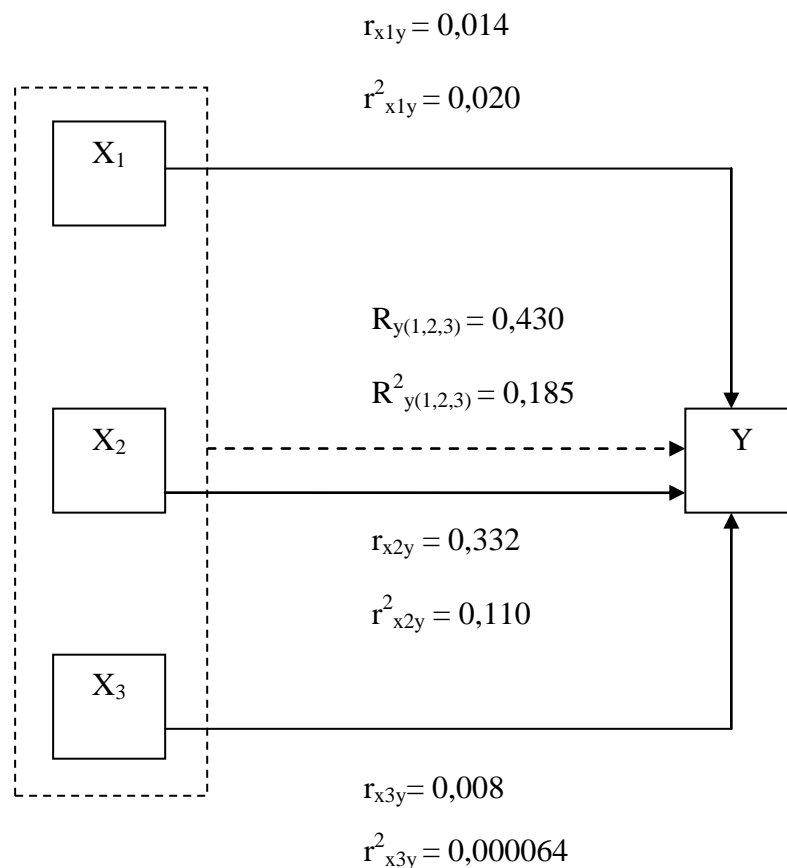 r_x1y = 0,014
r²_x1y = 0,020
X₁
R_y(1,2,3) = 0,430
R²_y(1,2,3) = 0,185
X₂
Y
r_x2y = 0,332
r²_x2y = 0,110
X₃
r_x3y= 0,008
r²_x3y = 0,000064